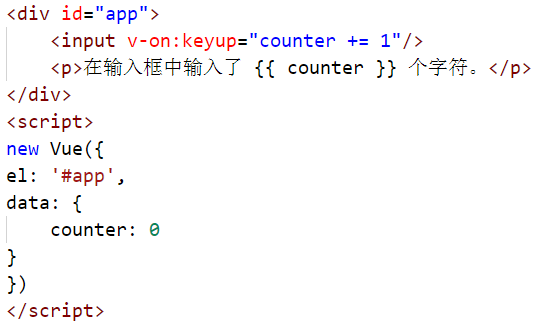 <div id="app">
    <input v-on:keyup="counter += 1"/>
    <p>在输入框中输入了 {{ counter }} 个字符。</p>
</div>
<script>
new Vue({
el: '#app',
data: {
    counter: 0
}
})
</script>